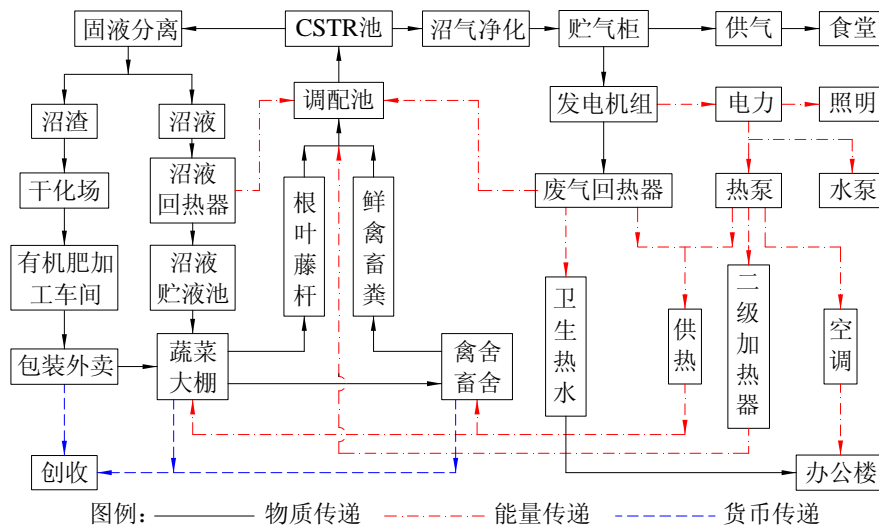 固液分离
CSTR池
沼气净化
贮气柜
供气
食堂
沼渣
沼液
调配池
发电机组
电力
照明
干化场
沼液
回热器
根叶藤杆
鲜禽畜粪
废气回热器
热泵
水泵
有机肥加
工车间
沼液
贮液池
卫生热水
供热
二级加热器
空调
包装外卖
蔬菜
大棚
禽舍
畜舍
创收
办公楼
图例：
物质传递
能量传递
货币传递